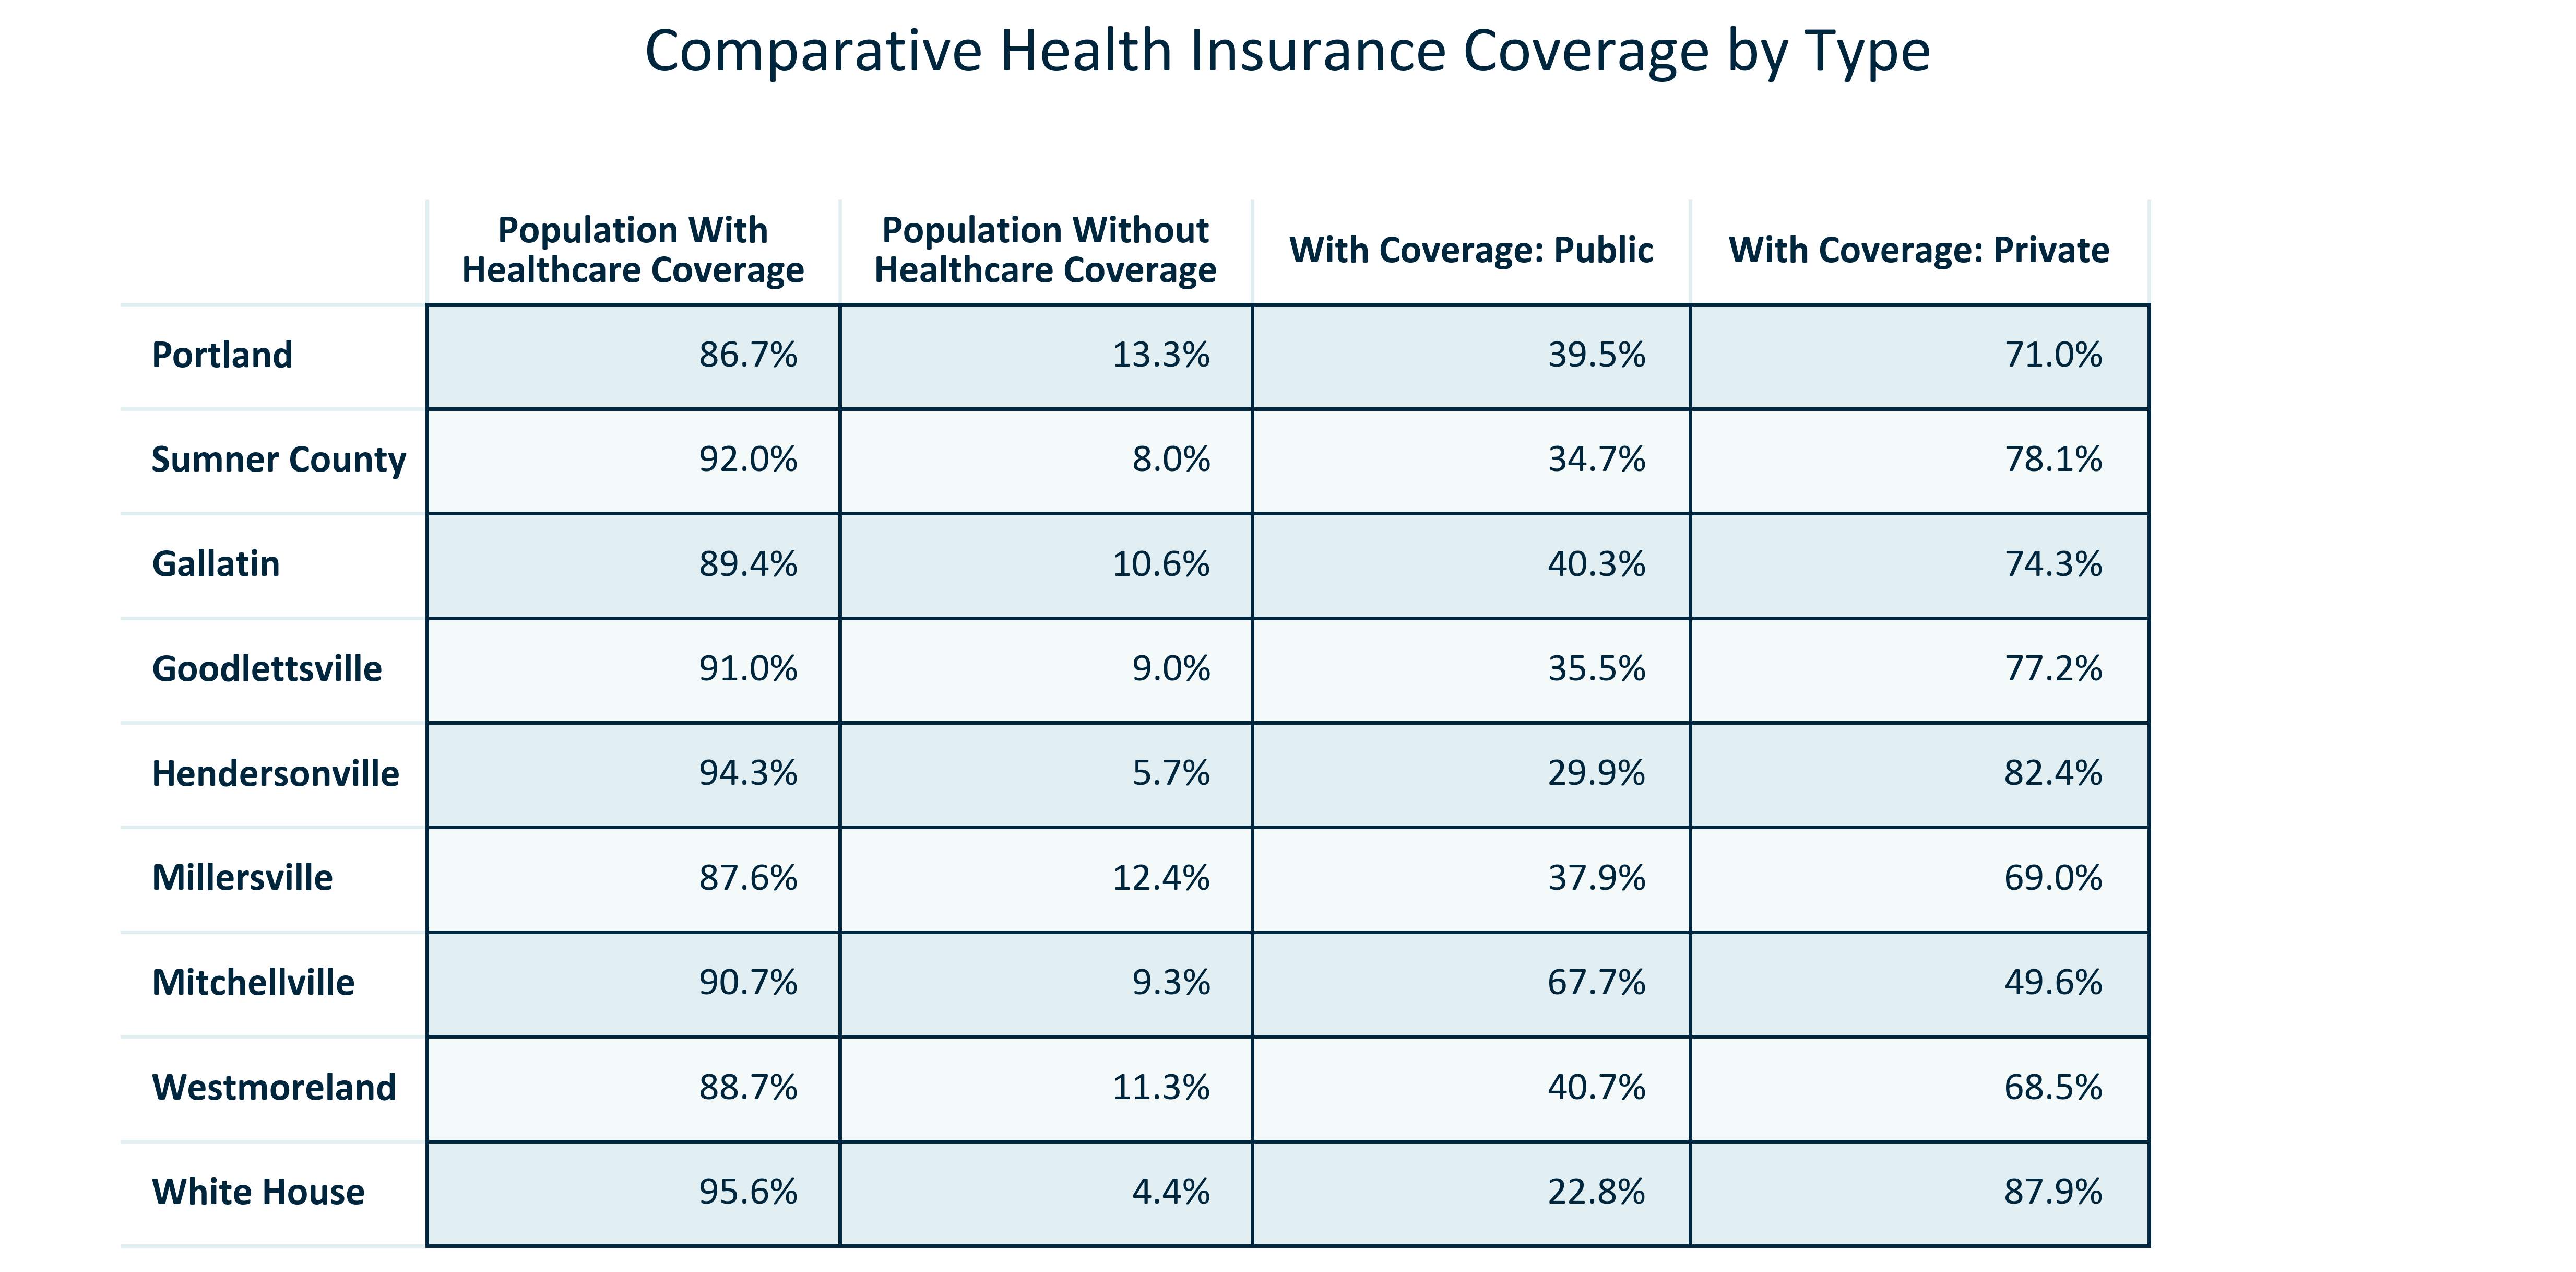 Comparative Health Insurance Coverage by Type
Population With Healthcare Coverage Population Without Healthcare Coverage With Coverage: Public With Coverage: Private
Portland 86.7% 13.3% 39.5% 71.0%
Sumner County 92.0% 8.0% 34.7% 78.1%
Gallatin 89.4% 10.6% 40.3% 74.3%
Goodlettsville 91.0% 9.0% 35.5% 77.2%
Hendersonville 94.3% 5.7% 29.9% 82.4%
Millersville 87.6% 12.4% 37.9% 69.0%
Mitchellville 90.7% 9.3% 67.7% 49.6%
Westmoreland 88.7% 11.3% 40.7% 68.5%
White House 95.6% 4.4% 22.8% 87.9%